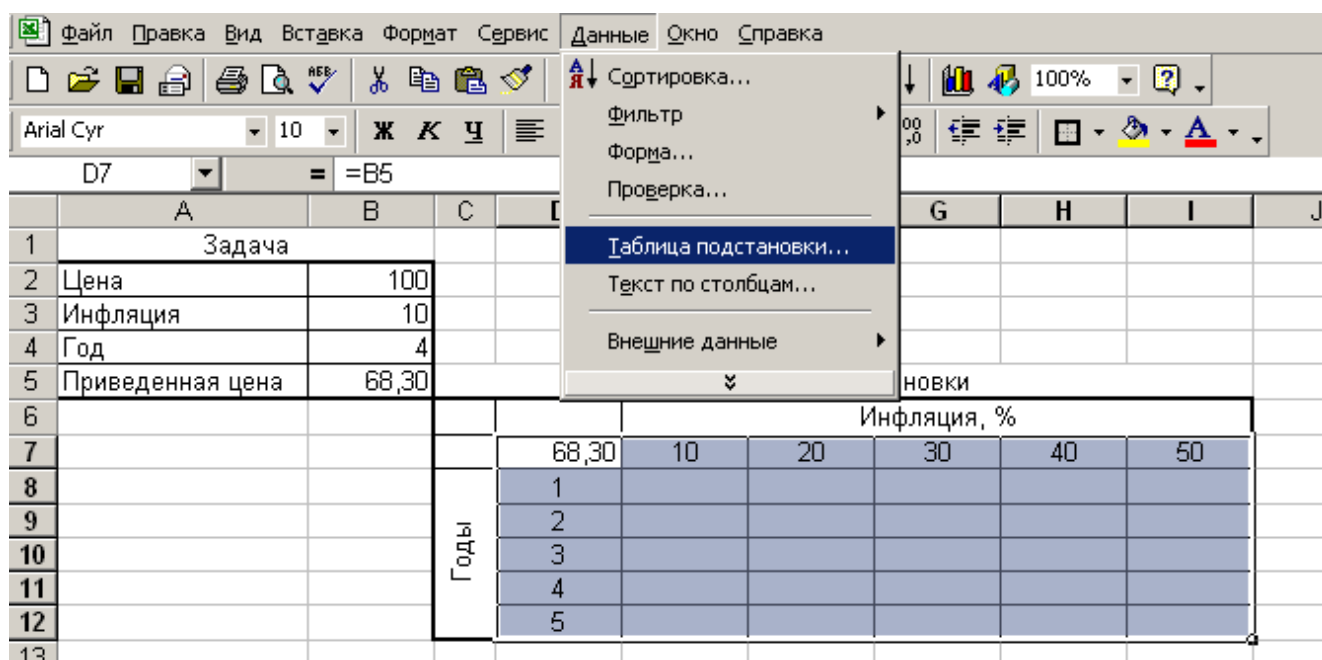 Файл Правка Вид Вставка Формат Сервис Данные Окно Справка
100%
Arial Cyr 10 Ж К Ч
D7 = =B5
Сортировка...
Фильтр
Форма...
Проверка...
Таблица подстановки...
Текст по столбцам...
Внешние данные
A B C G H I J
1 Задача
2 Цена 100
3 Инфляция 10
4 Год 4
5 Приведенная цена 68,30 новки
6 Инфляция, %
7 68,30 10 20 30 40 50
8 1
9 2
10 3
11 4
12 5
13
Годы